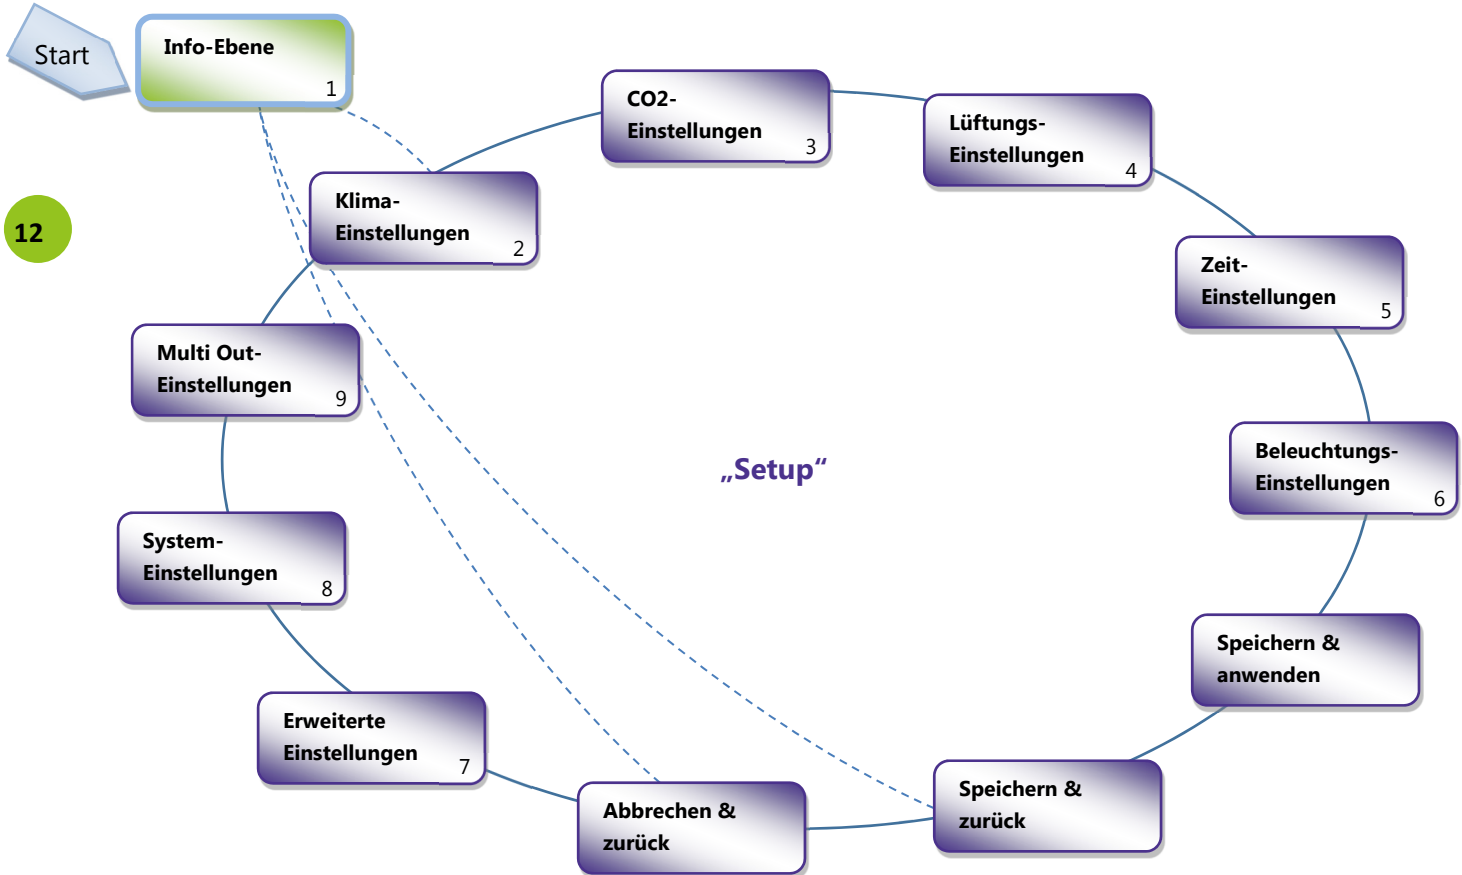 Start
Info-Ebene
1
CO2-
Einstellungen
3
Lüftungs-
Einstellungen
4
Klima-
Einstellungen
2
12
Zeit-
Einstellungen
5
Multi Out-
Einstellungen
9
„Setup“
Beleuchtungs-
Einstellungen
6
System-
Einstellungen
8
Speichern &
anwenden
Erweiterte
Einstellungen
7
Speichern &
zurück
Abbrechen &
zurück